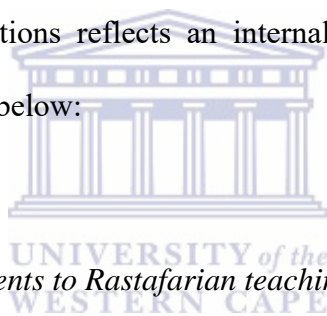 tions reflects an internal
below:
UNIVERSITY of the
ents to Rastafarian teachin
WESTERN CAPE